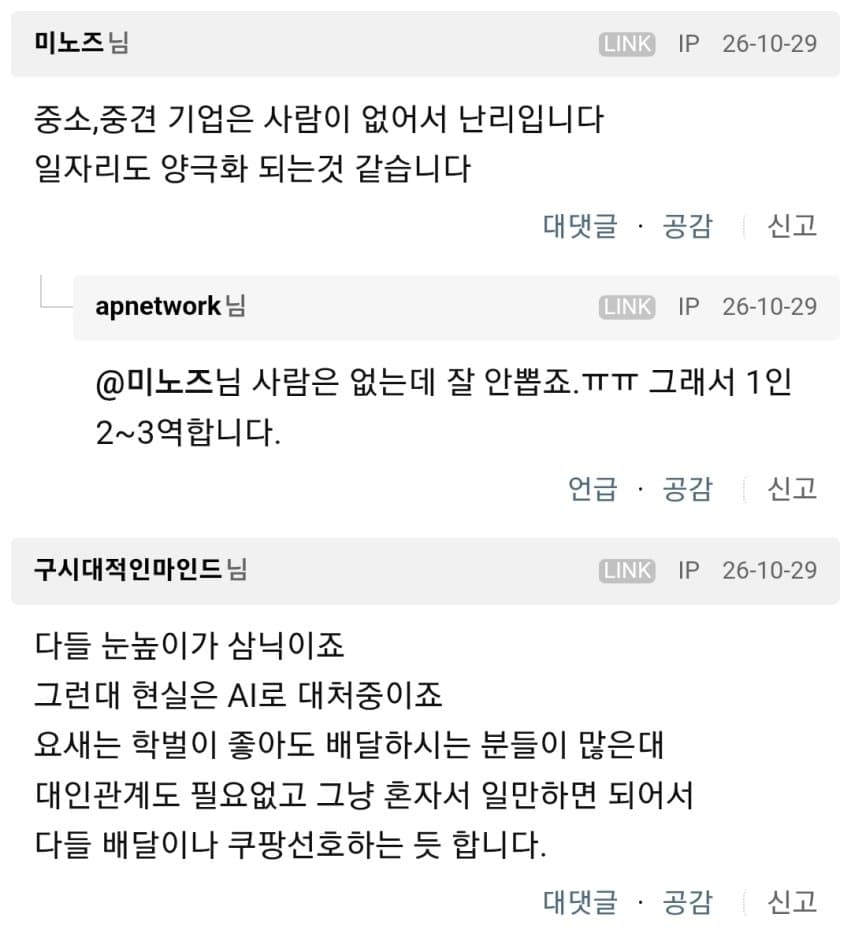 미노즈님 LINK IP 26-10-29
중소,중견 기업은 사람이 없어서 난리입니다
일자리도 양극화 되는것 같습니다
대댓글 · 공감 신고
apnetwork님 LINK IP 26-10-29
@미노즈님 사람은 없는데 잘 안뽑죠.ㅠㅠ 그래서 1인
2~3역합니다.
언급 · 공감 신고
구시대적인마인드님 LINK IP 26-10-29
다들 눈높이가 삼닉이죠
그런대 현실은 AI로 대처중이죠
요새는 학벌이 좋아도 배달하시는 분들이 많은대
대인관계도 필요없고 그냥 혼자서 일만하면 되어서
다들 배달이나 쿠팡선호하는 듯 합니다.
대댓글 · 공감 신고